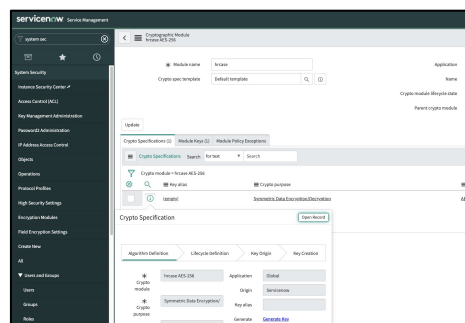 servicenow Service Management
system sec
System Security
Instance Security Center
Access Control (ACL)
Key Management Administration
Password2 Administration
IP Address Access Control
Objects
Operations
Protocol Profiles
High Security Settings
Encryption Modules
Field Encryption Settings
Create New
All
Users and Groups
Users
Groups
Roles
Cryptographic Module
hrcase AES-256
Module name hrcase
Application
Crypto spec template Default template
Name
Crypto module lifecycle state
Parent crypto module
Update
Crypto Specifications (1) Module Keys (1) Module Policy Exceptions
Crypto Specifications Search for text Search
Crypto module = hrcase AES-256
Key alias Crypto purpose
(empty) Symmetric Data Encryption/Decryption
Crypto Specification Open Record
Algorithm Definition Lifecycle Definition Key Origin Key Creation
Crypto module hrcase AES-256
Application Global
Origin Servicenow
Crypto purpose Symmetric Data Encryption/
Key alias
Generate Generate Key